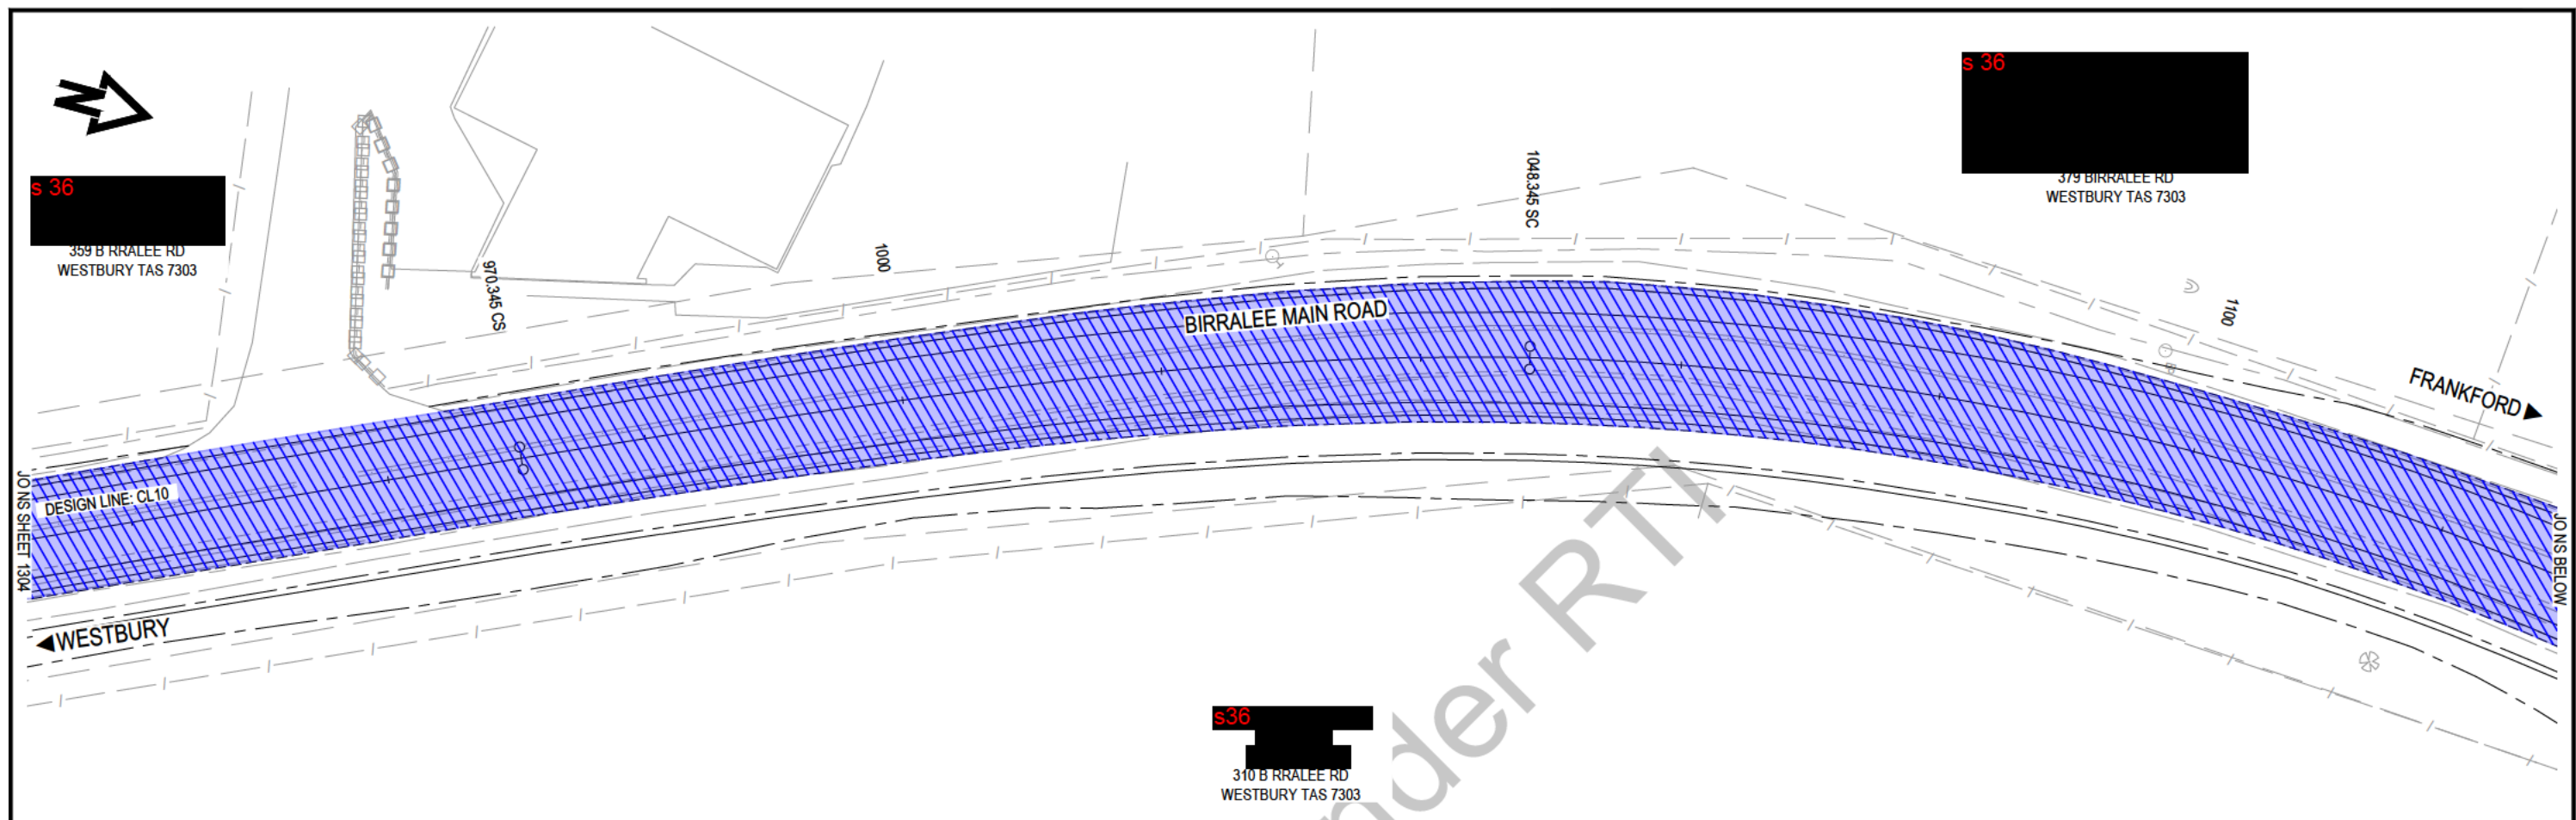 N
s 36
359 B RRALEE RD
WESTBURY TAS 7303
970.345 CS
1000
BIRRALEE MAIN ROAD
1048.345 SC
s 36
379 BIRRALEE RD
WESTBURY TAS 7303
1100
FRANKFORD
JO NS SHEET 1304
DESIGN LINE: CL10
WESTBURY
JO NS BELOW
s36
310 B RRALEE RD
WESTBURY TAS 7303
nder RTI